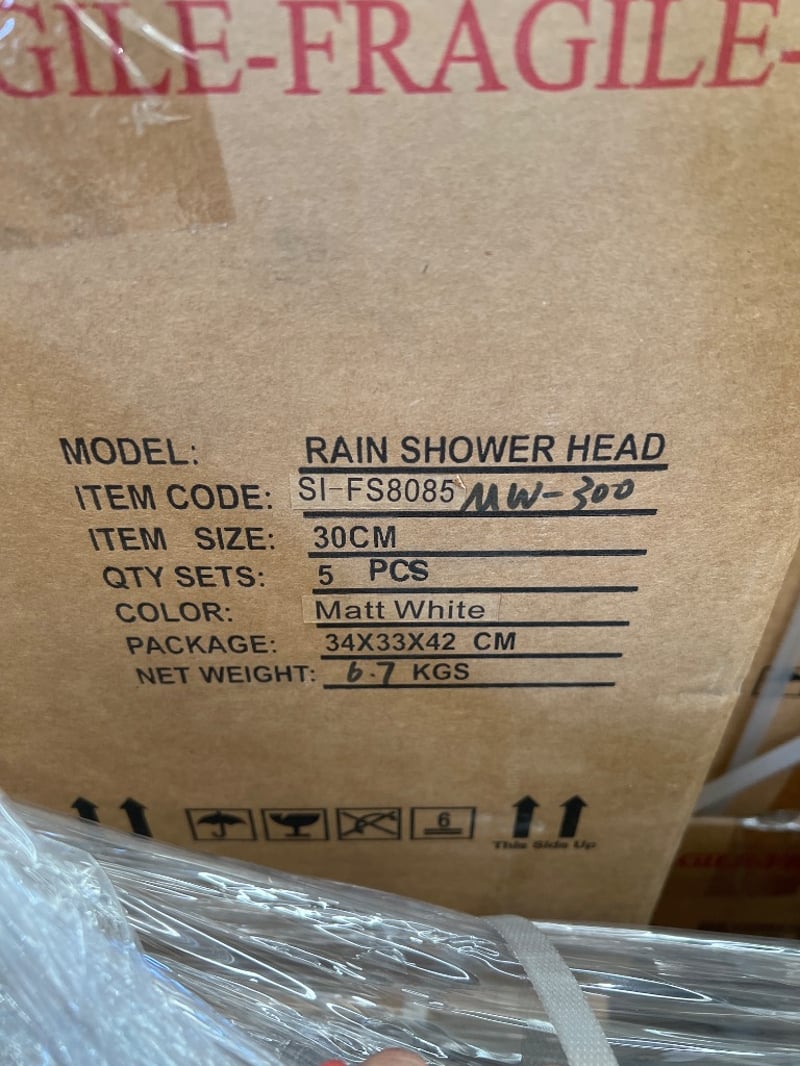 GILE-FRAGILE-
MODEL: RAIN SHOWER HEAD
ITEM CODE: SI-FS8085 MW-300
ITEM SIZE: 30CM
QTY SETS: 5 PCS
COLOR: Matt White
PACKAGE: 34X33X42 CM
NET WEIGHT: 6.7 KGS
6
This Side Up